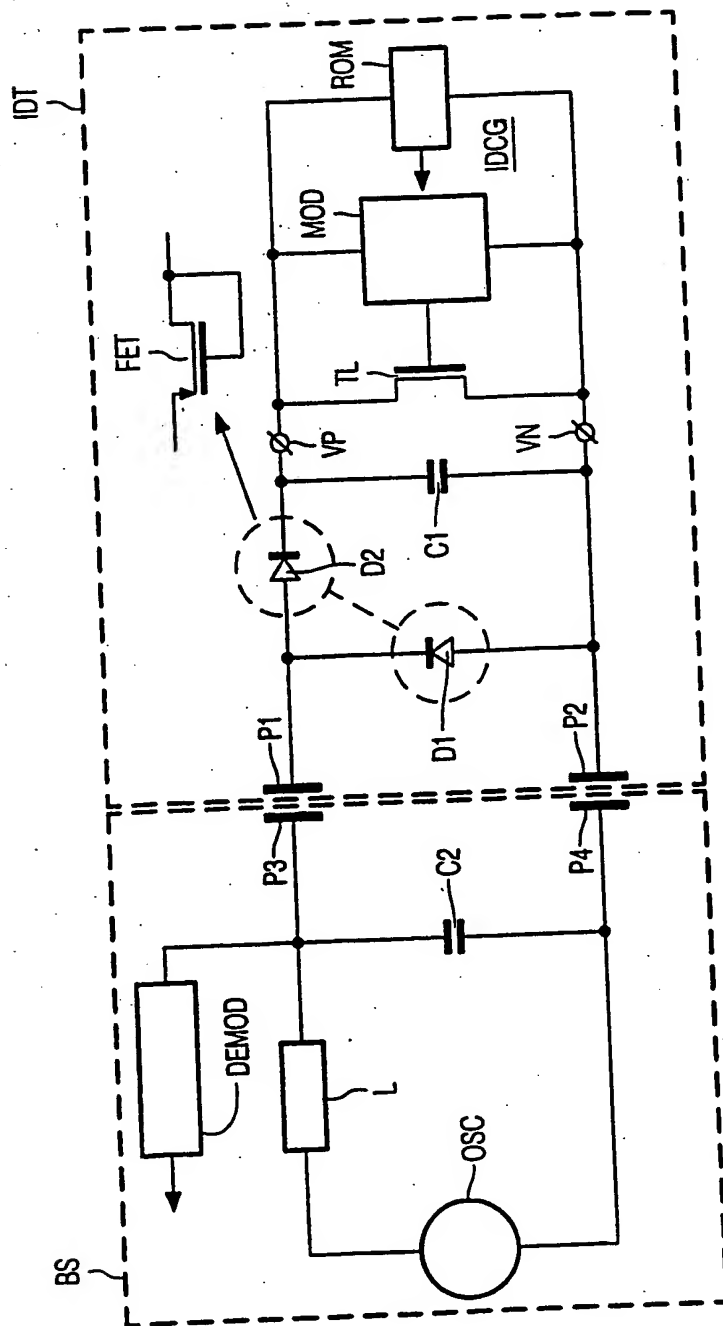 IDT
ROM
IDCG
MOD
FET
TL
VP
VN
C1
D2
D1
P1
P2
P3
P4
C2
DEMOD
L
OSC
BS